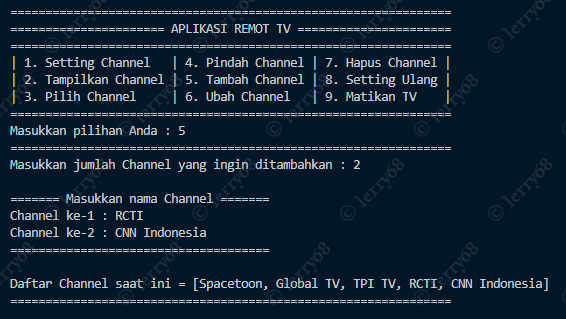 ===============================================================
====================== APLIKASI REMOT TV ======================
===============================================================
| 1. Setting Channel   | 4. Pindah Channel | 7. Hapus Channel |
| 2. Tampilkan Channel | 5. Tambah Channel | 8. Setting Ulang |
| 3. Pilih Channel     | 6. Ubah Channel   | 9. Matikan TV    |
===============================================================
Masukkan pilihan Anda : 5
===============================================================
Masukkan jumlah Channel yang ingin ditambahkan : 2
======= Masukkan nama Channel =======
Channel ke-1 : RCTI
Channel ke-2 : CNN Indonesia
=====================================
Daftar Channel saat ini = [Spacetoon, Global TV, TPI TV, RCTI, CNN Indonesia]
===============================================================
© lerry08